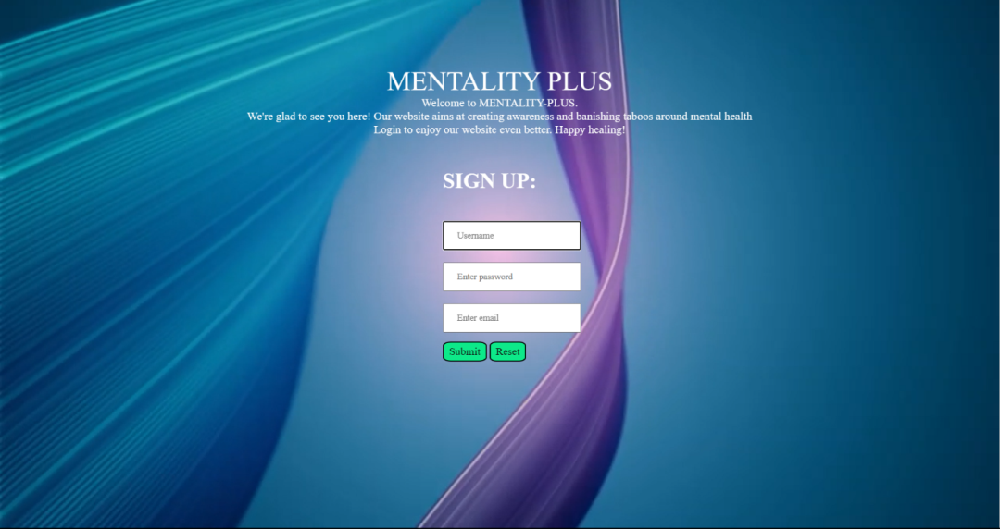 MENTALITY PLUS
Welcome to MENTALITY-PLUS.
We're glad to see you here! Our website aims at creating awareness and banishing taboos around mental health
Login to enjoy our website even better. Happy healing!
SIGN UP:
Username
Enter password
Enter email
Submit Reset